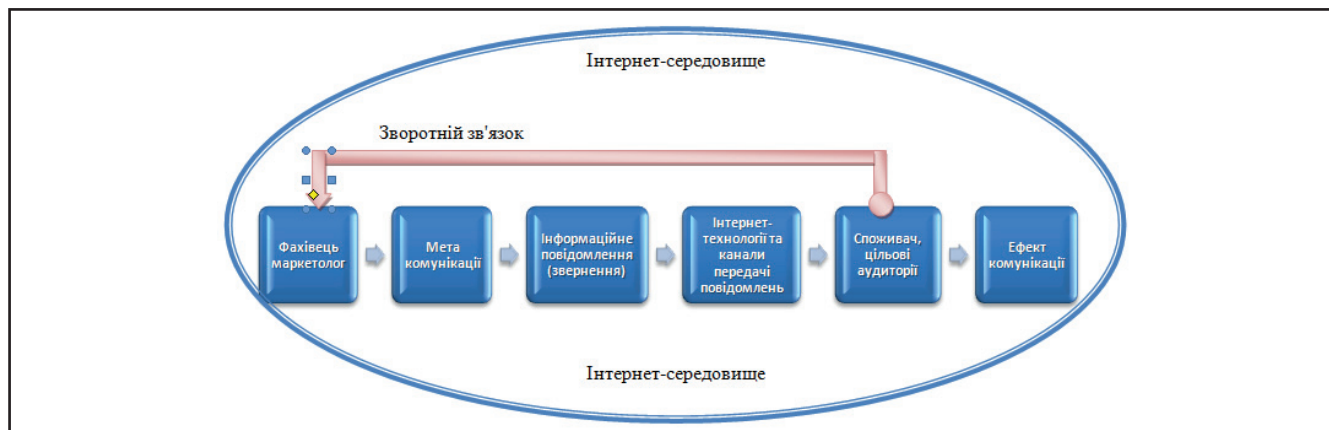 Інтернет-середовище
Зворотній зв'язок
Фахівець
маркетолог
Мета
комунікації
Інформаційне
повідомлення
(звернення)
Інтернет-
технології та
канали
передачі
повідомлень
Споживач,
цільові
аудиторії
Ефект
комунікації
Інтернет-середовище